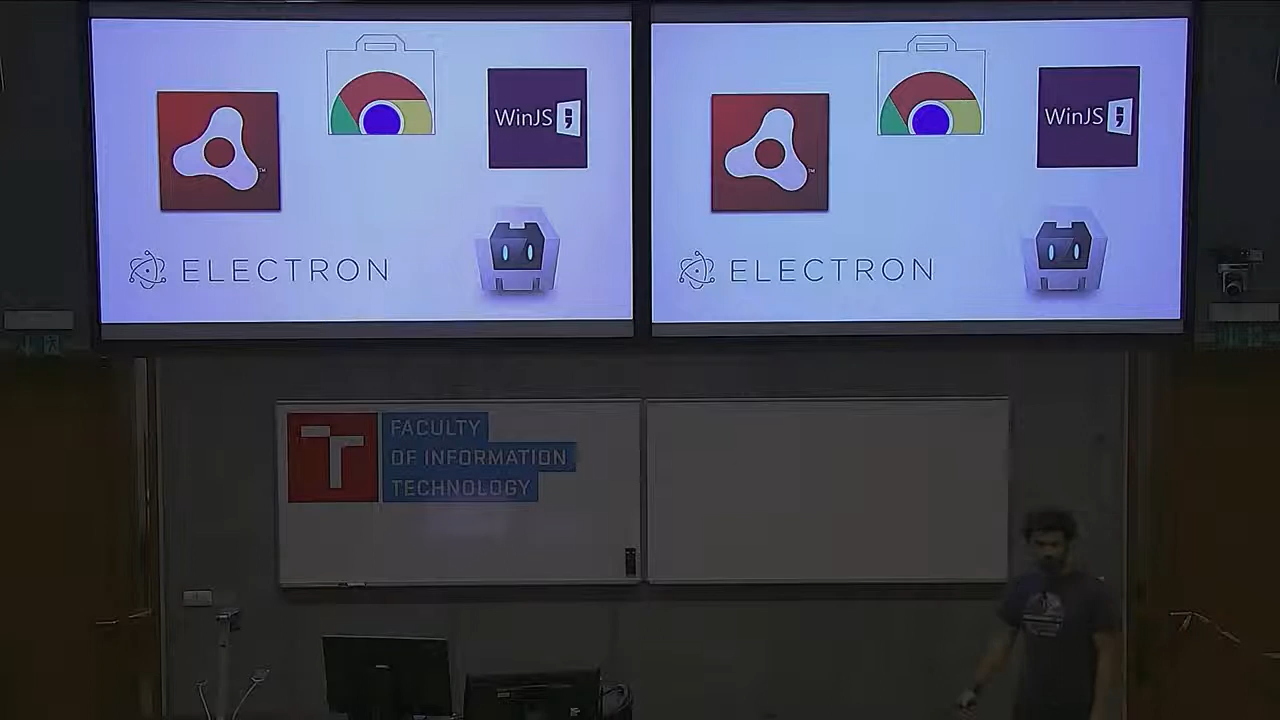 WinJS
ELECTRON
WinJS
ELECTRON
FACULTY
OF INFORMATION
TECHNOLOGY